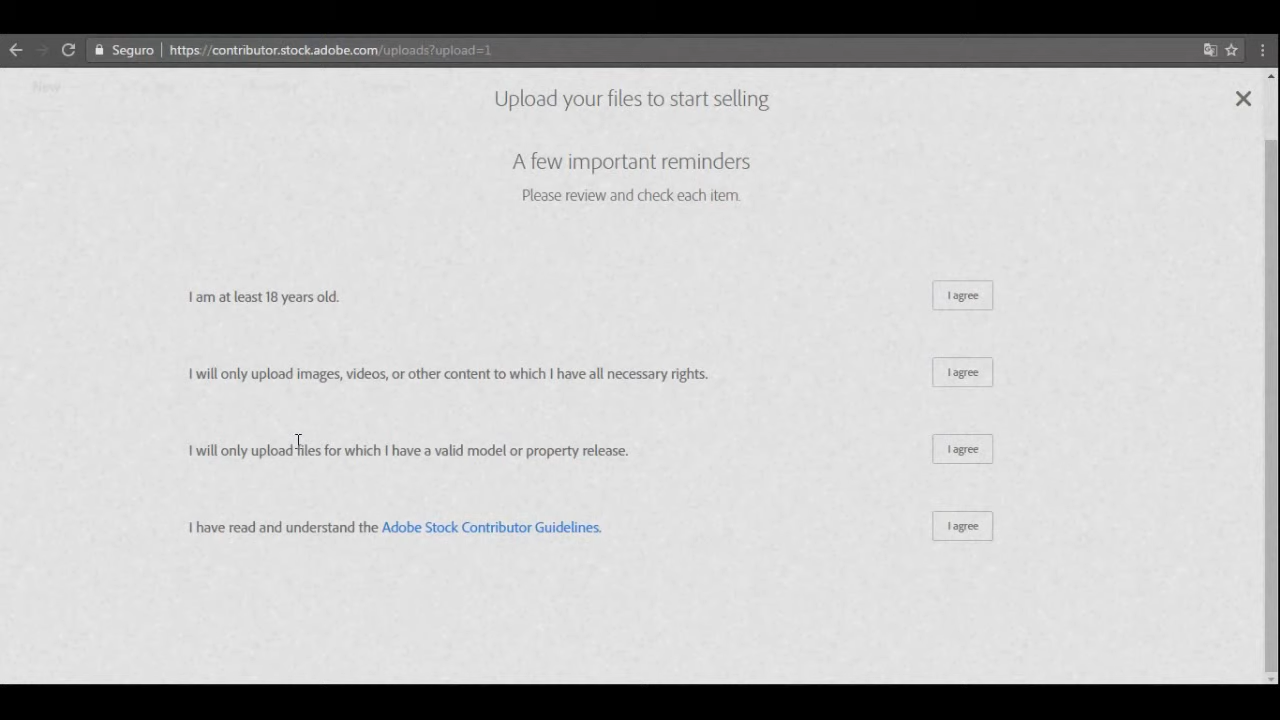 Seguro https://contributor.stock.adobe.com/uploads?upload=1
New
Upload your files to start selling
A few important reminders
Please review and check each item.
I am at least 18 years old. I agree
I will only upload images, videos, or other content to which I have all necessary rights. I agree
I will only upload files for which I have a valid model or property release. I agree
I have read and understand the Adobe Stock Contributor Guidelines. I agree